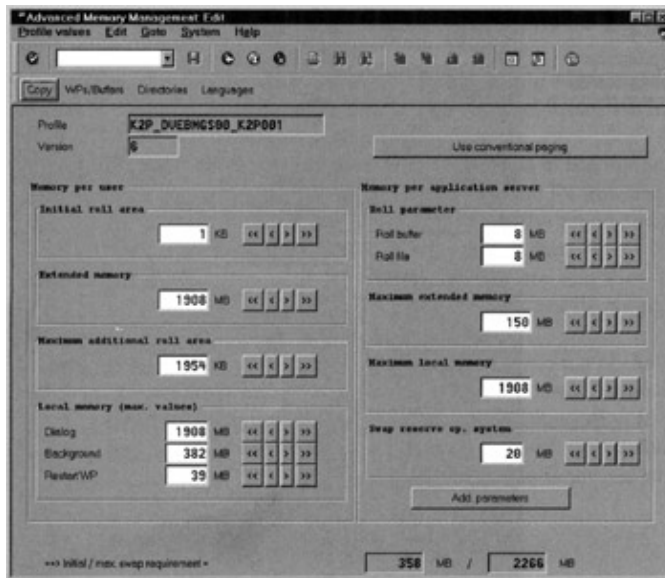 Advanced Memory Management: Edit
Profile values Edit Goto System Help
Copy WPs/Buffers Directories Languages
Profile K2P_DVEBMGS00_K2P001
Version 6
Use conventional paging
Memory per user
Initial roll area
1 KB << < > >>
Extended memory
1908 MB << < > >>
Maximum additional roll area
1954 KB << < > >>
Local memory (max. values)
Dialog 1908 MB << < > >>
Background 382 MB << < > >>
Restart WP 39 MB << < > >>
Memory per application server
Roll parameter
Roll buffer 8 MB << < > >>
Roll file 8 MB << < > >>
Maximum extended memory
150 MB << < > >>
Maximum local memory
1908 MB << < > >>
Swap reserve op. system
20 MB << < > >>
Add. parameters
==> Initial / max. swap requirement = 358 MB / 2266 MB